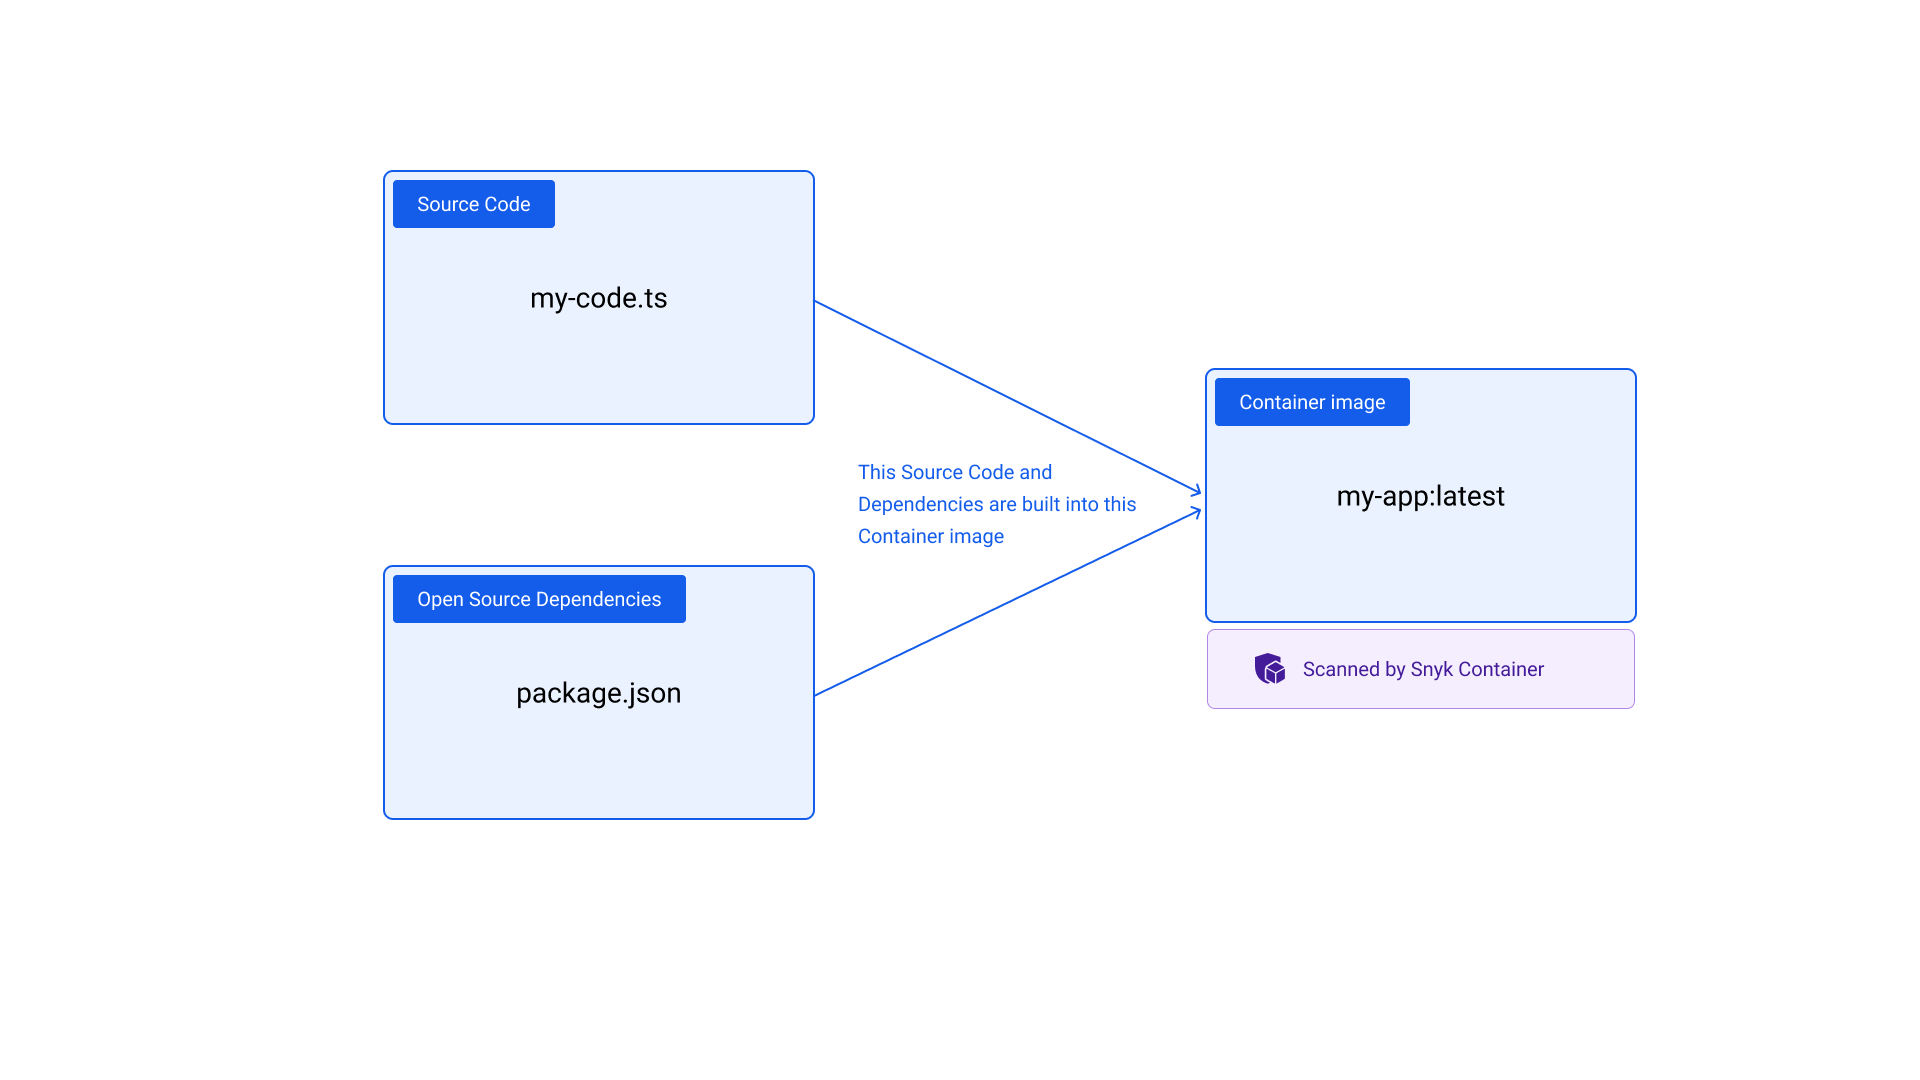 Source Code
my-code.ts
This Source Code and
Dependencies are built into this
Container image
Open Source Dependencies
package.json
Container image
my-app:latest
Scanned by Snyk Container